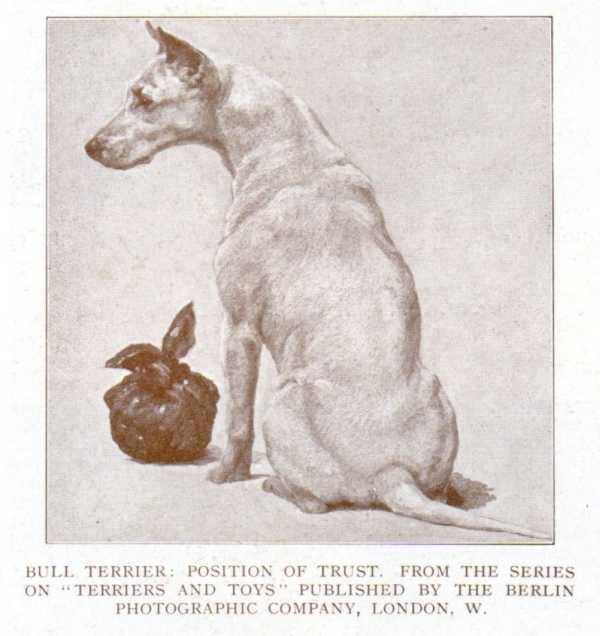 BULL TERRIER: POSITION OF TRUST. FROM THE SERIES
ON "TERRIERS AND TOYS" PUBLISHED BY THE BERLIN
PHOTOGRAPHIC COMPANY, LONDON, W.